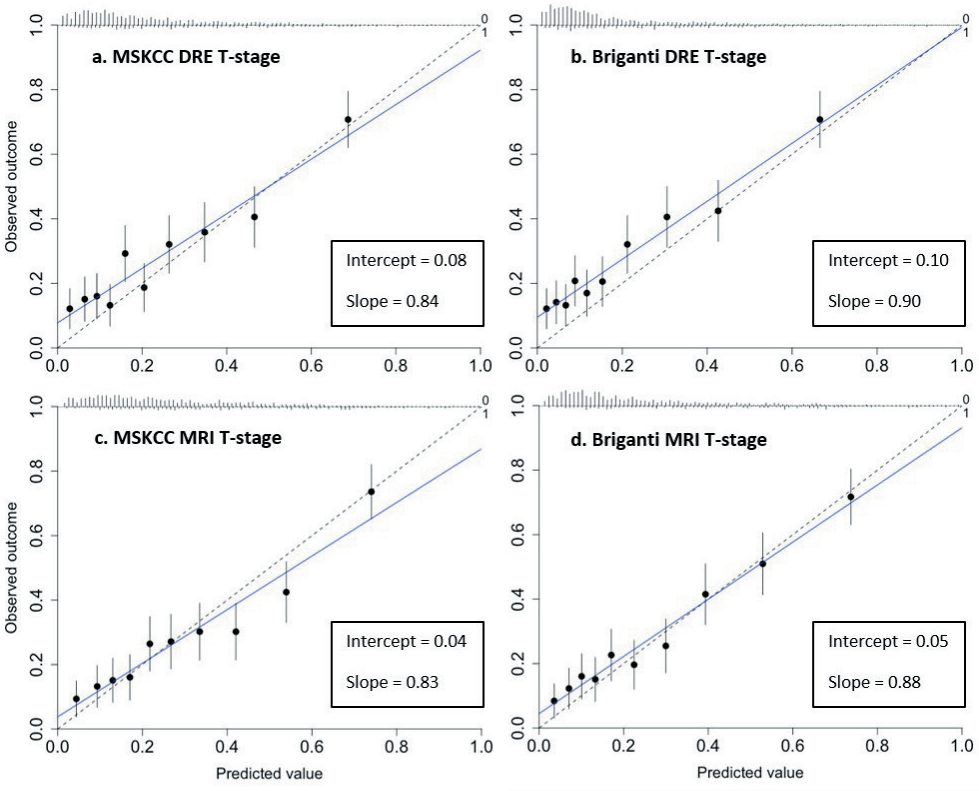 a. MSKCC DRE T-stage
Observed outcome
1.0
0.8
0.6
0.4
0.2
0.0
0
1
Intercept = 0.08
Slope = 0.84
0.0 0.2 0.4 0.6 0.8 1.0
b. Briganti DRE T-stage
1.0
0.8
0.6
0.4
0.2
0.0
0
1
Intercept = 0.10
Slope = 0.90
0.0 0.2 0.4 0.6 0.8 1.0
c. MSKCC MRI T-stage
Observed outcome
1.0
0.8
0.6
0.4
0.2
0.0
0
1
Intercept = 0.04
Slope = 0.83
0.0 0.2 0.4 0.6 0.8 1.0
Predicted value
d. Briganti MRI T-stage
1.0
0.8
0.6
0.4
0.2
0.0
0
1
Intercept = 0.05
Slope = 0.88
0.0 0.2 0.4 0.6 0.8 1.0
Predicted value